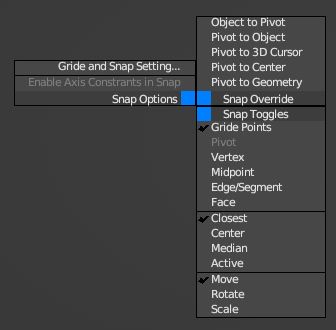 Object to Pivot
Pivot to Object
Pivot to 3D Cursor
Pivot to Center
Pivot to Geometry
Gride and Snap Setting...
Enable Axis Constraints in Snap
Snap Options
Snap Override
Snap Toggles
Gride Points
Pivot
Vertex
Midpoint
Edge/Segment
Face
Closest
Center
Median
Active
Move
Rotate
Scale